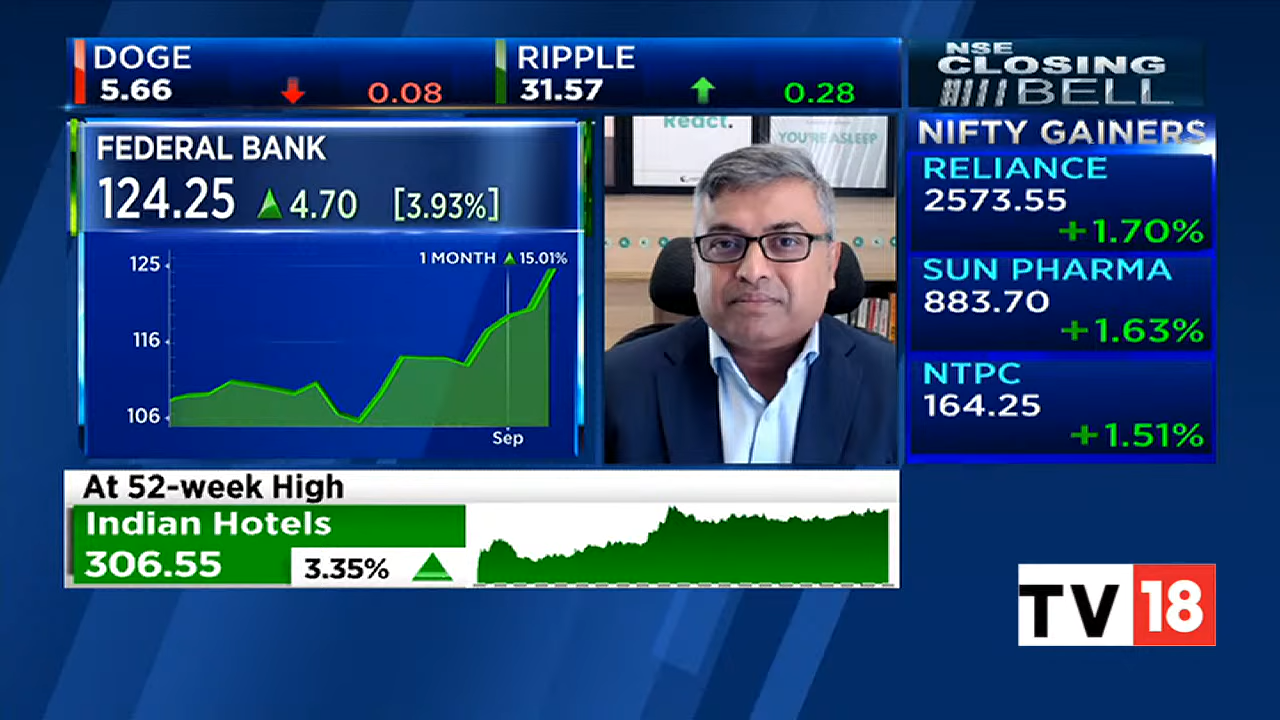 DOGE
5.66 0.08
RIPPLE
31.57 0.28
NSE
CLOSING
BELL
FEDERAL BANK
124.25 4.70 [3.93%]
1 MONTH 15.01%
125
116
106
Sep
React.
YOU'RE ASLEEP
NIFTY GAINERS
RELIANCE
2573.55
+1.70%
SUN PHARMA
883.70
+1.63%
NTPC
164.25
+1.51%
At 52-week High
Indian Hotels
306.55 3.35%
TV18